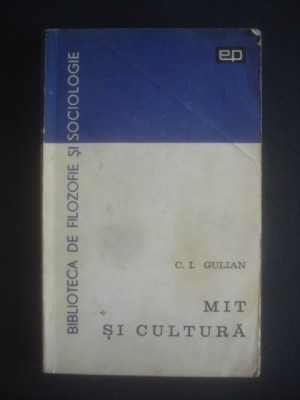 ep
BIBLIOTECA DE FILOZOFIE ȘI SOCIOLOGIE
C. I. GULIAN
MIT
ȘI CULTURĂ